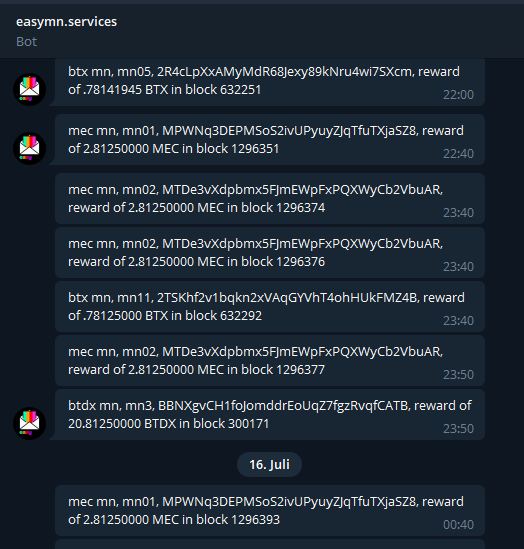 easymn.services
Bot
btx mn, mn05, 2R4cLpXxAMyMdR68Jexy89kNru4wi7SXcm, reward
of .78141945 BTX in block 632251
22:00
mec mn, mn01, MPWNq3DEPMSoS2ivUPyuyZJqTfuTXjaSZ8, reward
of 2.81250000 MEC in block 1296351
22:40
mec mn, mn02, MTDe3vXdpbmx5FJmEWpFxPQXWyCb2VbuAR,
reward of 2.81250000 MEC in block 1296374
23:40
mec mn, mn02, MTDe3vXdpbmx5FJmEWpFxPQXWyCb2VbuAR,
reward of 2.81250000 MEC in block 1296376
23:40
btx mn, mn11, 2TSKhf2v1bqkn2xVAqGYVhT4ohHUkFMZ4B, reward
of .78125000 BTX in block 632292
23:40
mec mn, mn02, MTDe3vXdpbmx5FJmEWpFxPQXWyCb2VbuAR,
reward of 2.81250000 MEC in block 1296377
23:50
btdx mn, mn3, BBNXgvCH1foJomddrEoUqZ7fgzRvqfCATB, reward of
20.81250000 BTDX in block 300171
23:50
16. Juli
mec mn, mn01, MPWNq3DEPMSoS2ivUPyuyZJqTfuTXjaSZ8, reward
of 2.81250000 MEC in block 1296393
00:40